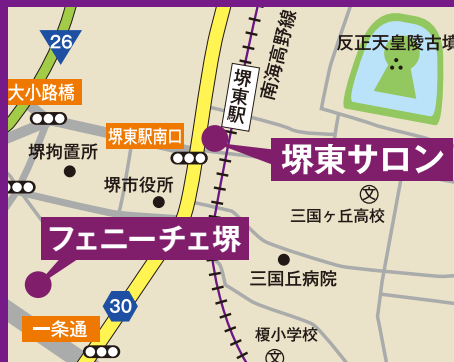 26
南海高野線
反正天皇陵古墳
大小路橋
堺東駅
堺東駅南口
堺拘置所
堺東サロン
堺市役所
文
三国ヶ丘高校
フェニーチェ堺
三国丘病院
30
一条通
榎小学校
文